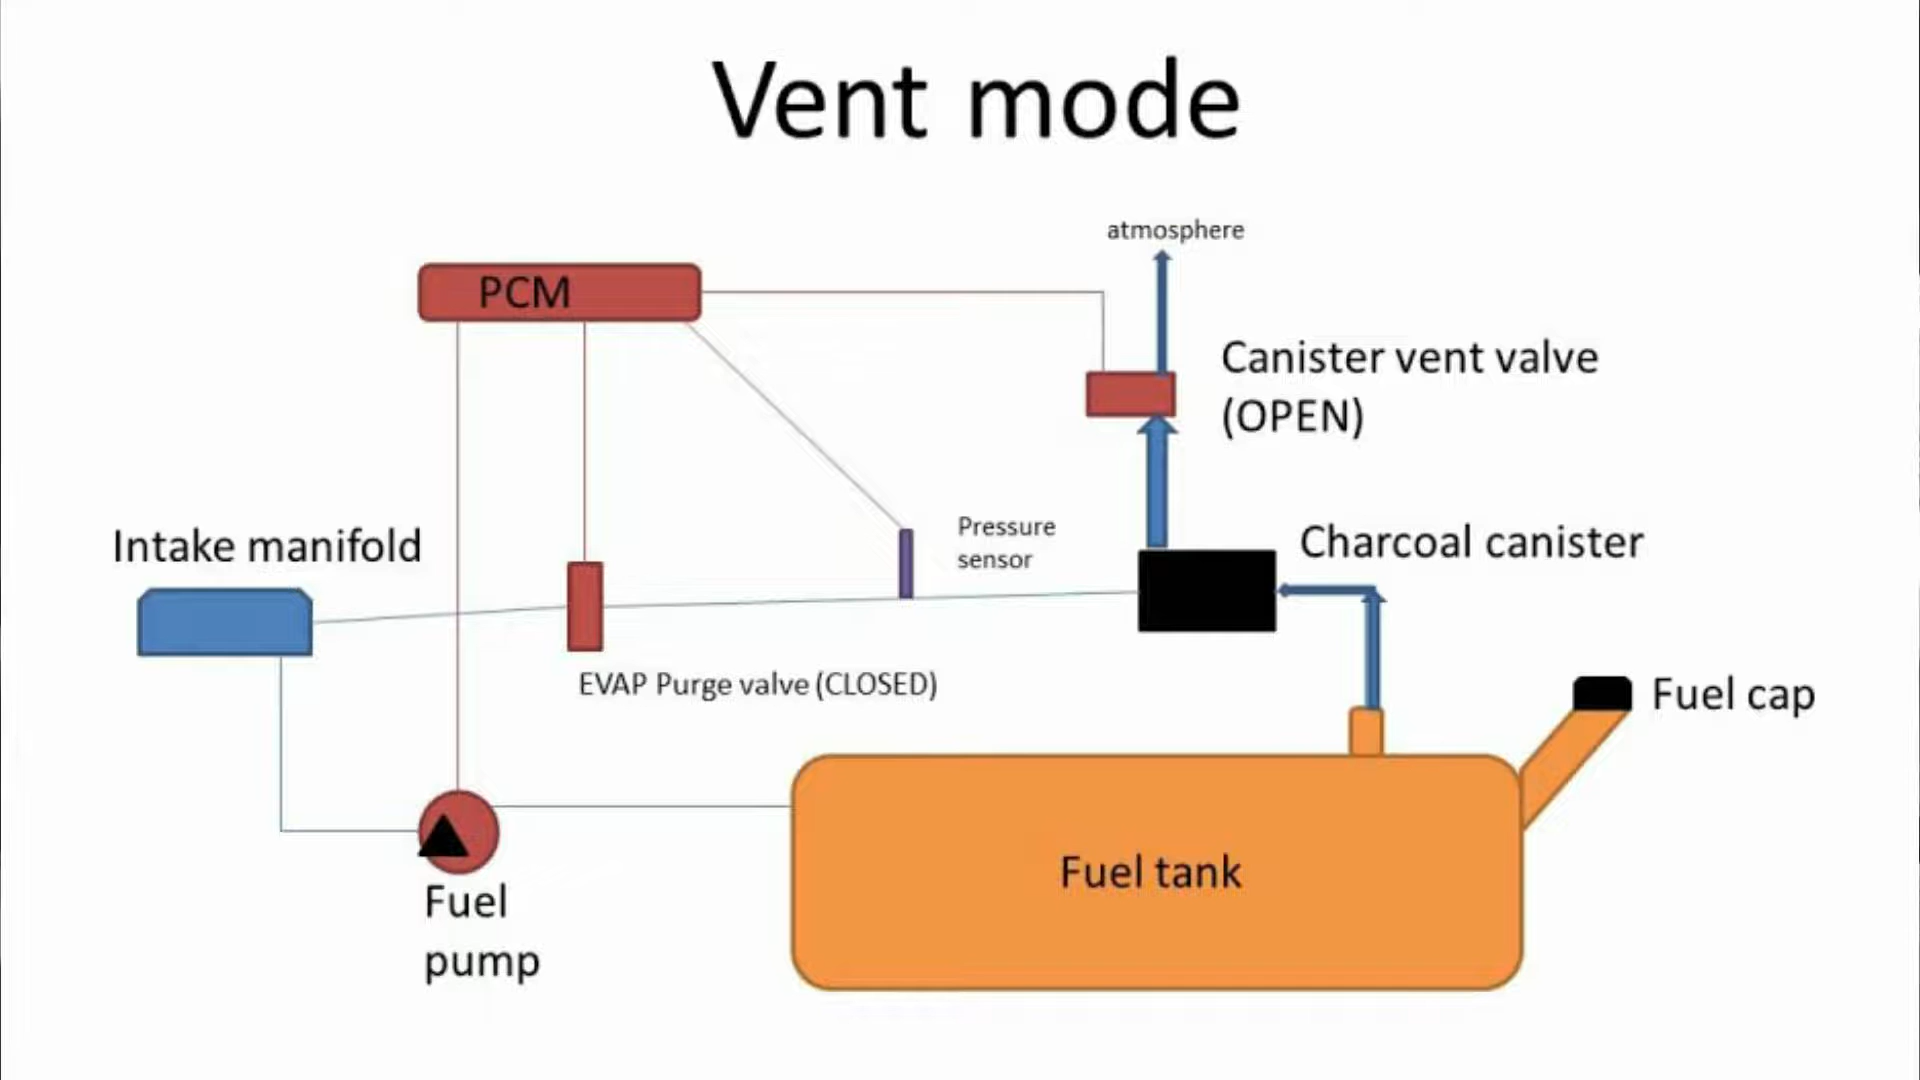 Vent mode
atmosphere
PCM
Canister vent valve
(OPEN)
Pressure
sensor
Charcoal canister
Intake manifold
EVAP Purge valve (CLOSED)
Fuel cap
Fuel tank
Fuel
pump